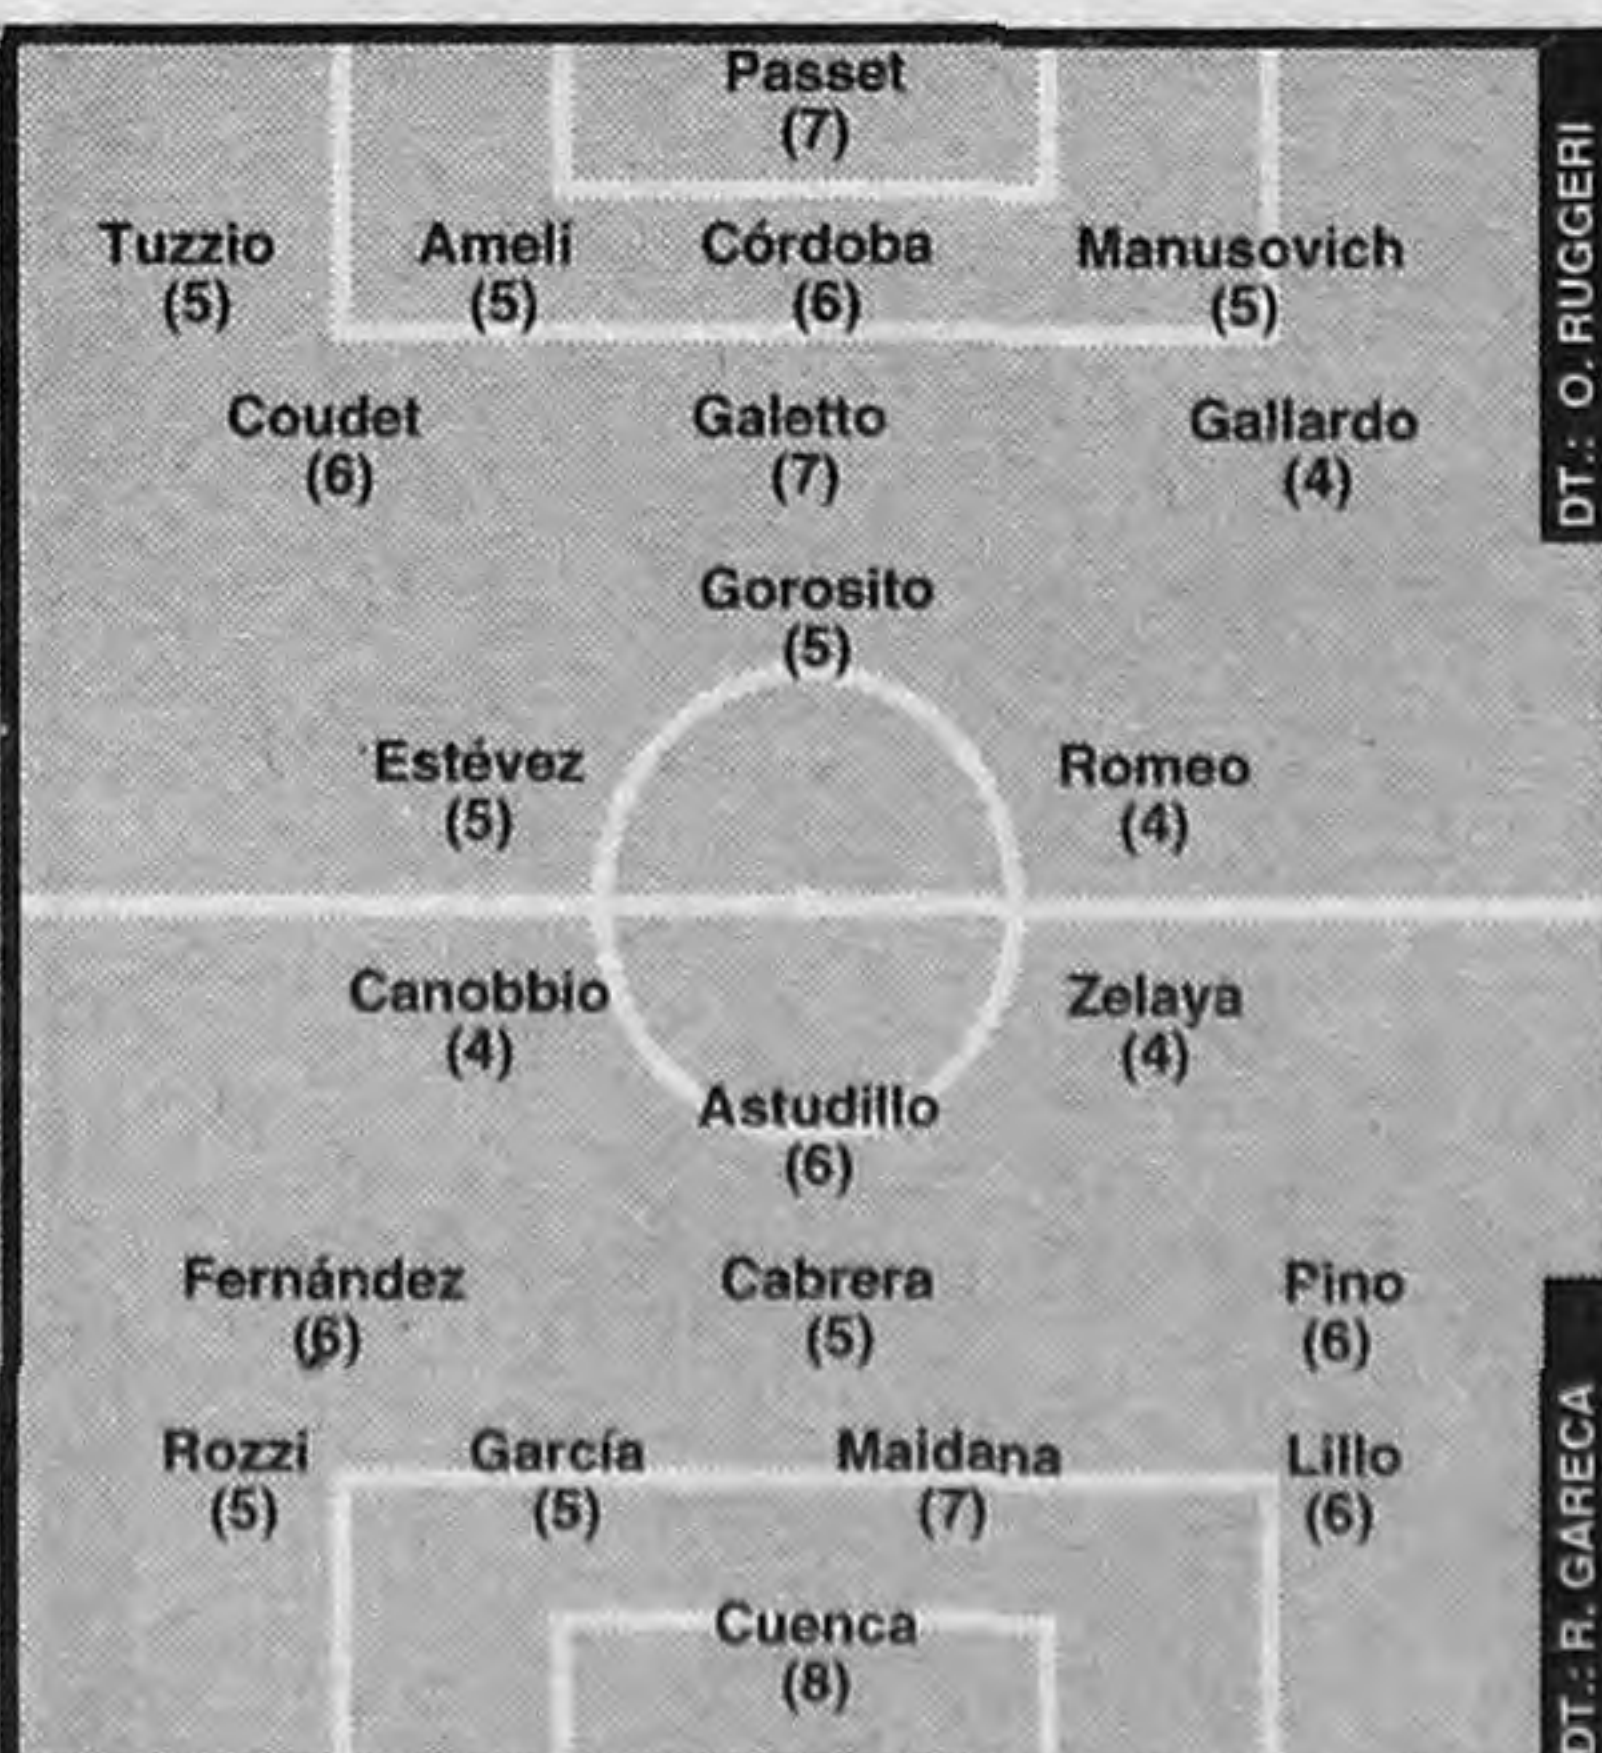 Passet
(7)
Tuzzio Ameli Córdoba Manusovich
(5) (5) (6) (5)
Coudet Galetto Gallardo
(6) (7) (4)
Gorosito
(5)
Estévez Romeo
(5) (4)
DT.: O. RUGGERI
Canobbio Zelaya
(4) (4)
Astudillo
(6)
Fernández Cabrera Pino
(6) (5) (6)
Rozzi García Maidana Lillo
(5) (5) (7) (6)
Cuenca
(8)
DT.: R. GARECA